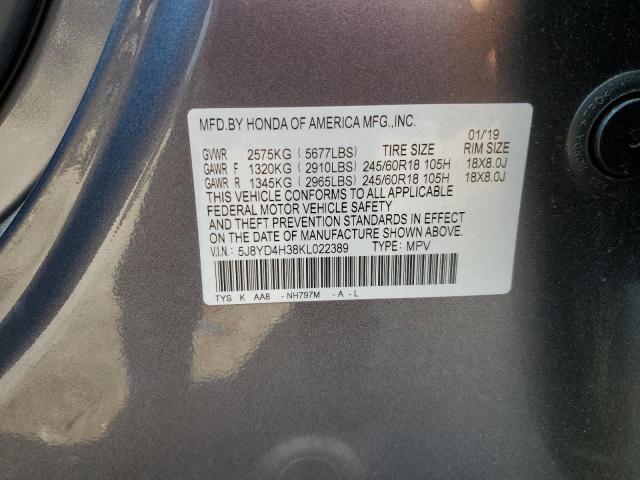 MFD.BY HONDA OF AMERICA MFG.,INC. 01/19
GVWR 2575KG (5677LBS) TIRE SIZE RIM SIZE
GAWR F 1320KG (2910LBS) 245/60R18 105H 18X8.0J
GAWR R 1345KG (2965LBS) 245/60R18 105H 18X8.0J
THIS VEHICLE CONFORMS TO ALL APPLICABLE
FEDERAL MOTOR VEHICLE SAFETY
AND THEFT PREVENTION STANDARDS IN EFFECT
ON THE DATE OF MANUFACTURE SHOWN ABOVE.
V.I.N.: 5J8YD4H38KL022389 TYPE: MPV
TYS K AA8 -NH797M -A-L